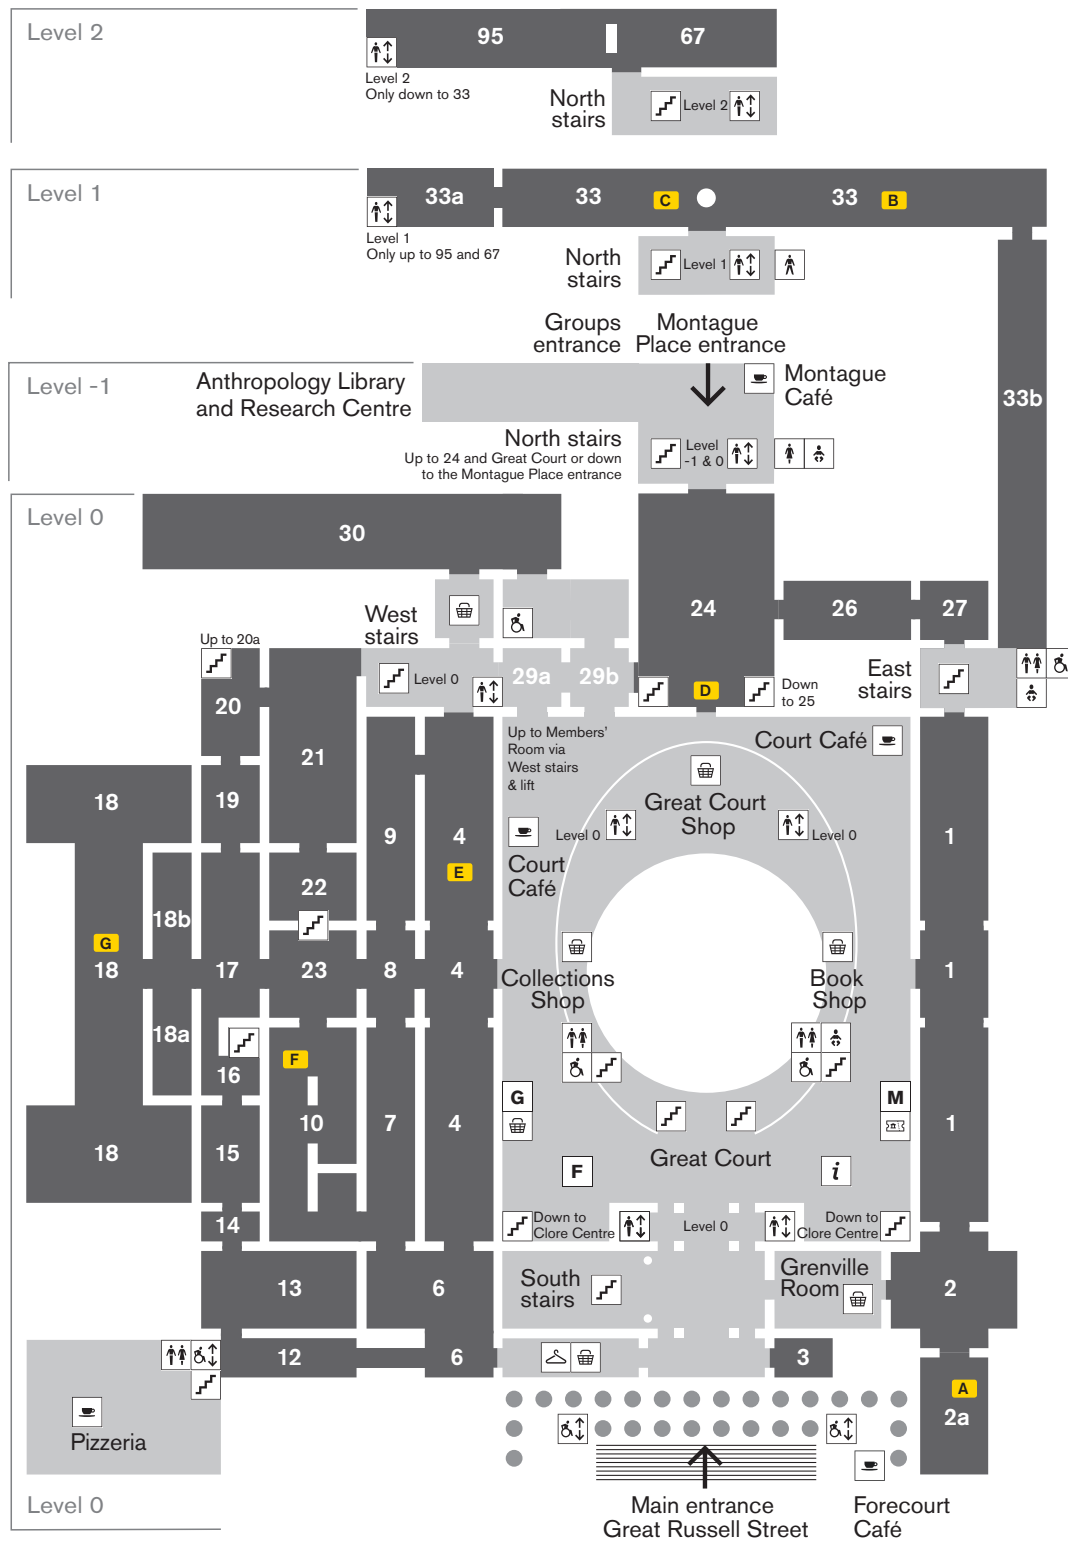 Level 2
95
67
Level 2
Only down to 33
North
stairs
Level 2
Level 1
33a
33
C
33
B
Level 1
Only up to 95 and 67
North
stairs
Level 1
Groups
entrance
Montague
Place entrance
Level -1
Anthropology Library
and Research Centre
Montague
Café
33b
North stairs
Up to 24 and Great Court or down
to the Montague Place entrance
Level
-1 & 0
Level 0
30
24
26
27
West
stairs
Up to 20a
Level 0
29a
29b
D
Down
to 25
East
stairs
20
21
Up to Members’
Room via
West stairs
& lift
Court Café
18
19
9
4
E
Great Court
Shop
Level 0
Level 0
Court
Café
1
22
18b
G
18
17
23
8
4
Collections
Shop
Book
Shop
1
18a
16
F
10
7
4
G
M
1
18
15
F
Great Court
i
14
Down to
Clore Centre
Level 0
Down to
Clore Centre
13
6
South
stairs
Grenville
Room
2
12
6
3
A
2a
Pizzeria
Level 0
Main entrance
Great Russell Street
Forecourt
Café